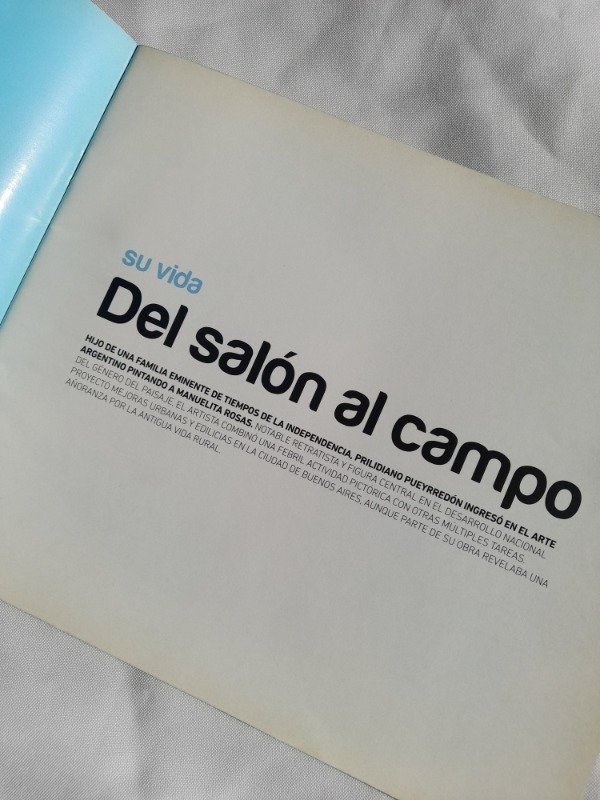 su vida
Del salón al campo
HIJO DE UNA FAMILIA EMINENTE DE TIEMPOS DE LA INDEPENDENCIA, PRILIDIANO PUEYRREDÓN INGRESÓ EN EL ARTE
ARGENTINO PINTANDO A MANUELITA ROSAS. NOTABLE RETRATISTA Y FIGURA CENTRAL EN EL DESARROLLO NACIONAL
DEL GÉNERO DEL PAISAJE, EL ARTISTA COMBINÓ UNA FEBRIL ACTIVIDAD PICTÓRICA CON OTRAS MÚLTIPLES TAREAS.
PROYECTÓ MEJORAS URBANAS Y EDILICIAS EN LA CIUDAD DE BUENOS AIRES, AUNQUE PARTE DE SU OBRA REVELABA UNA
AÑORANZA POR LA ANTIGUA VIDA RURAL.